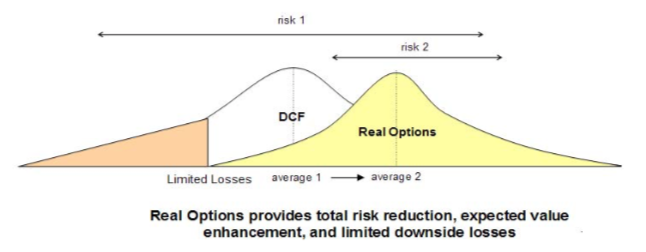 risk 1
risk 2
DCF
Real Options
Limited Losses average 1 average 2
Real Options provides total risk reduction, expected value
enhancement, and limited downside losses